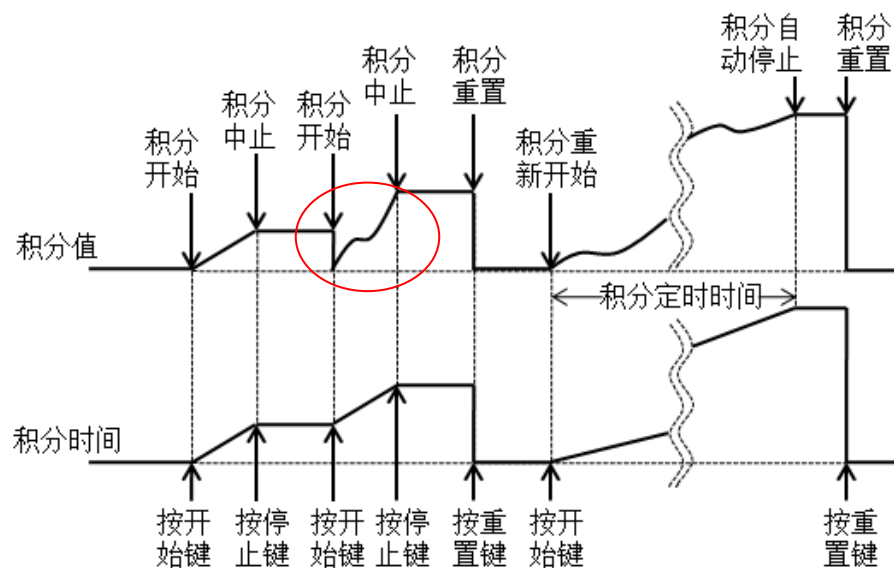 积分
开始
积分
中止
积分
开始
积分
中止
积分
重置
积分重
新开始
积分自
动停止
积分
重置
积分值
积分定时时间
积分时间
按开
始键
按停
止键
按开
始键
按停
止键
按重
置键
按开
始键
按重
置键